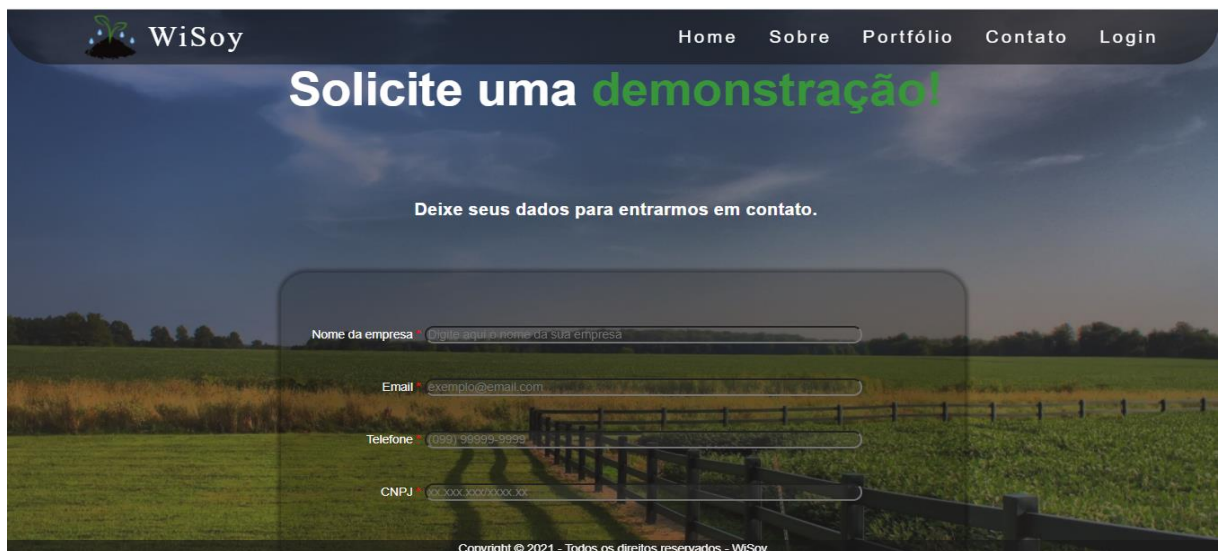 WiSoy
Home Sobre Portfólio Contato Login
Solicite uma demonstração!
Deixe seus dados para entrarmos em contato.
Nome da empresa * Digite aqui o nome da sua empresa
Email * exemplo@email.com
Telefone * (099) 99999-9999
CNPJ * xx.xxx.xxx/xxxx.xx
Copyright © 2021 - Todos os direitos reservados - WiSoy